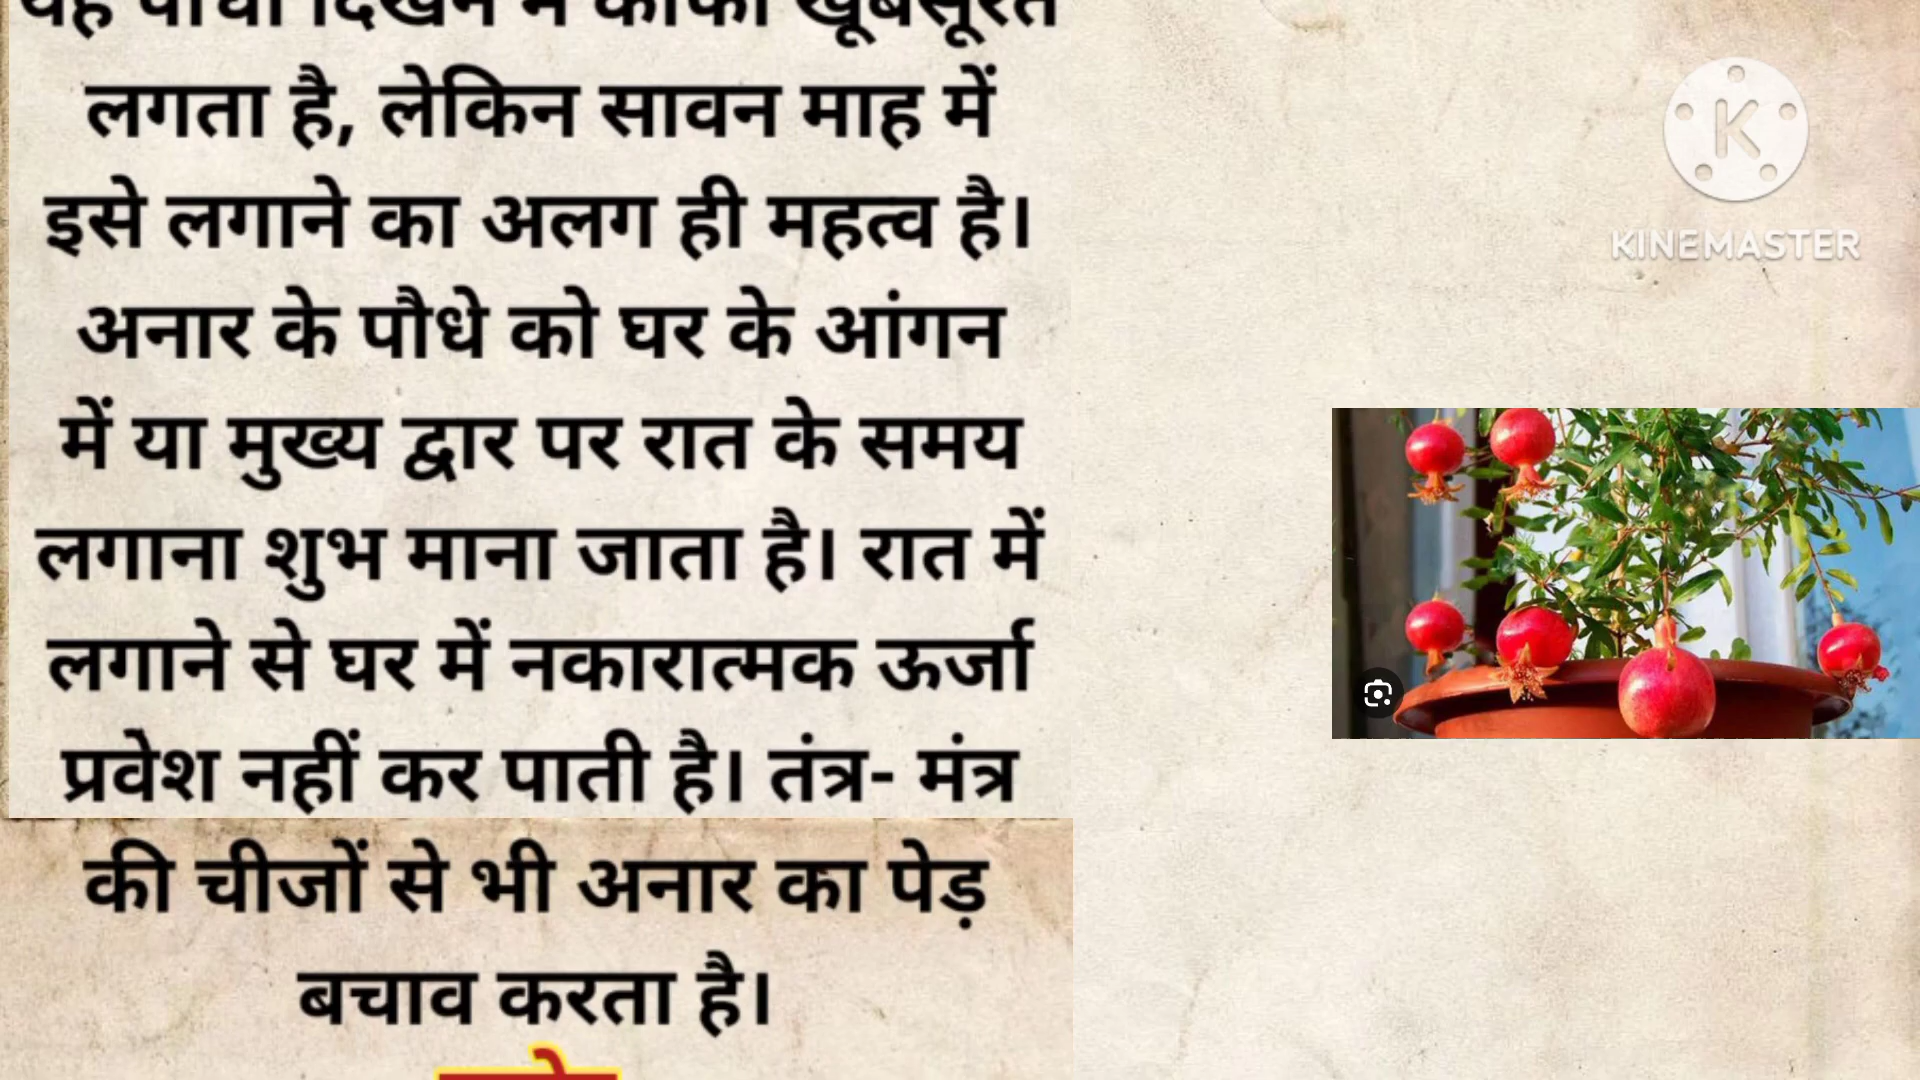 यह पौधा दिखने में काफी खूबसूरत
लगता है, लेकिन सावन माह में
इसे लगाने का अलग ही महत्व है।
अनार के पौधे को घर के आंगन
में या मुख्य द्वार पर रात के समय
लगाना शुभ माना जाता है। रात में
लगाने से घर में नकारात्मक ऊर्जा
प्रवेश नहीं कर पाती है। तंत्र- मंत्र
की चीजों से भी अनार का पेड़
बचाव करता है।
K
KINEMASTER